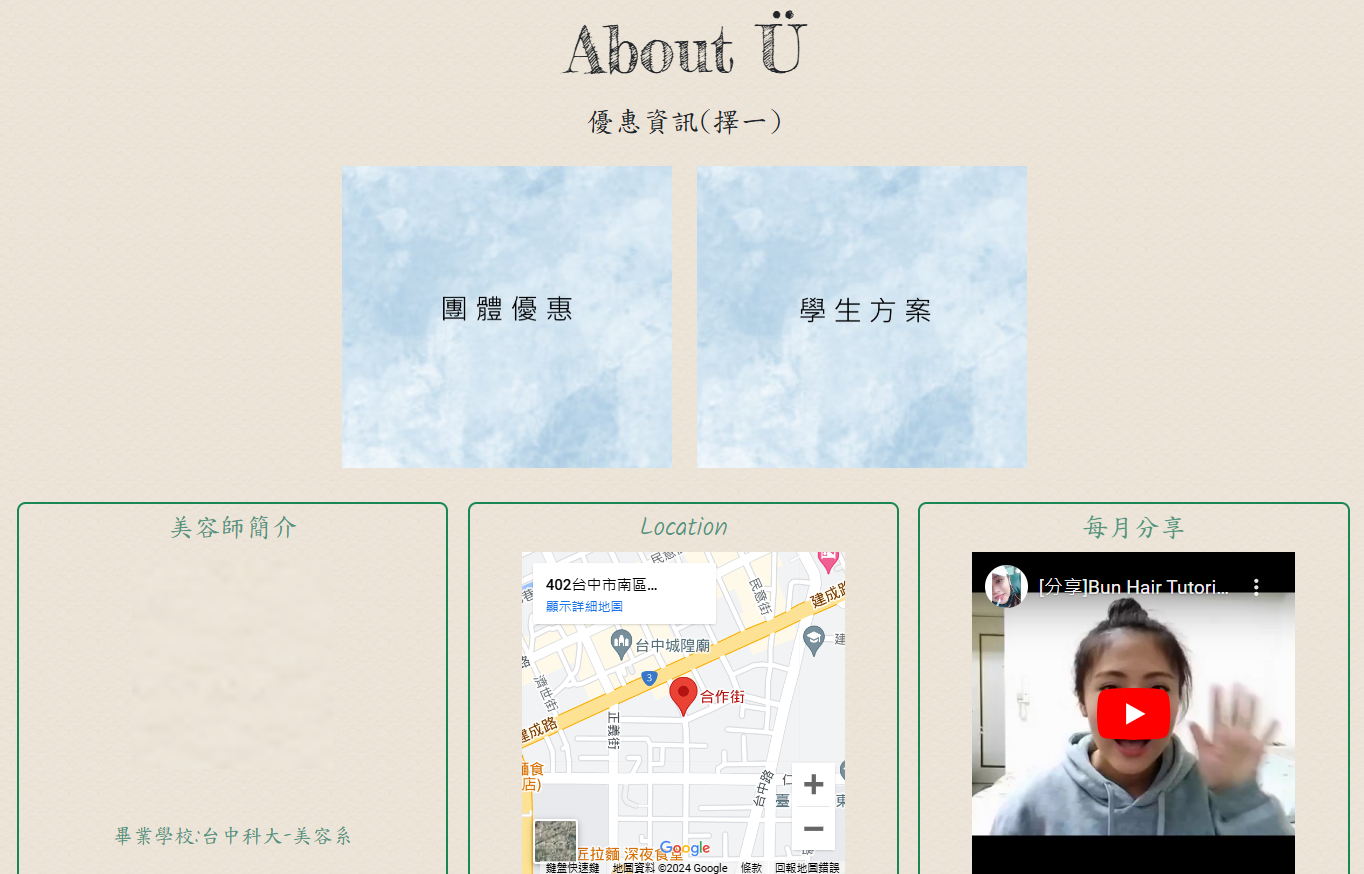 About Ü
優惠資訊(擇一)
團體優惠
學生方案
美容師簡介
畢業學校:台中科大-美容系
Location
402台中市南區...
顯示詳細地圖
民意街
建成路
台中城隍廟
濟世街
3
合作街
建成路
正義街
台中路
匠拉麵 深夜食堂
Google
鍵盤快速鍵
地圖資料 ©2024 Google
條款
回報地圖錯誤
每月分享
[分享]Bun Hair Tutori...